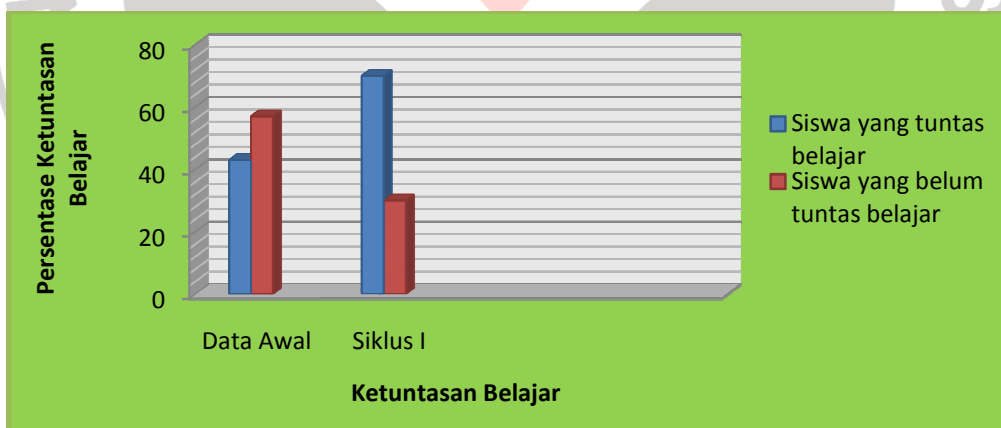 Persentase Ketuntasan
Belajar
80
60
40
20
0
Data Awal
Siklus I
Ketuntasan Belajar
Siswa yang tuntas
belajar
Siswa yang belum
tuntas belajar